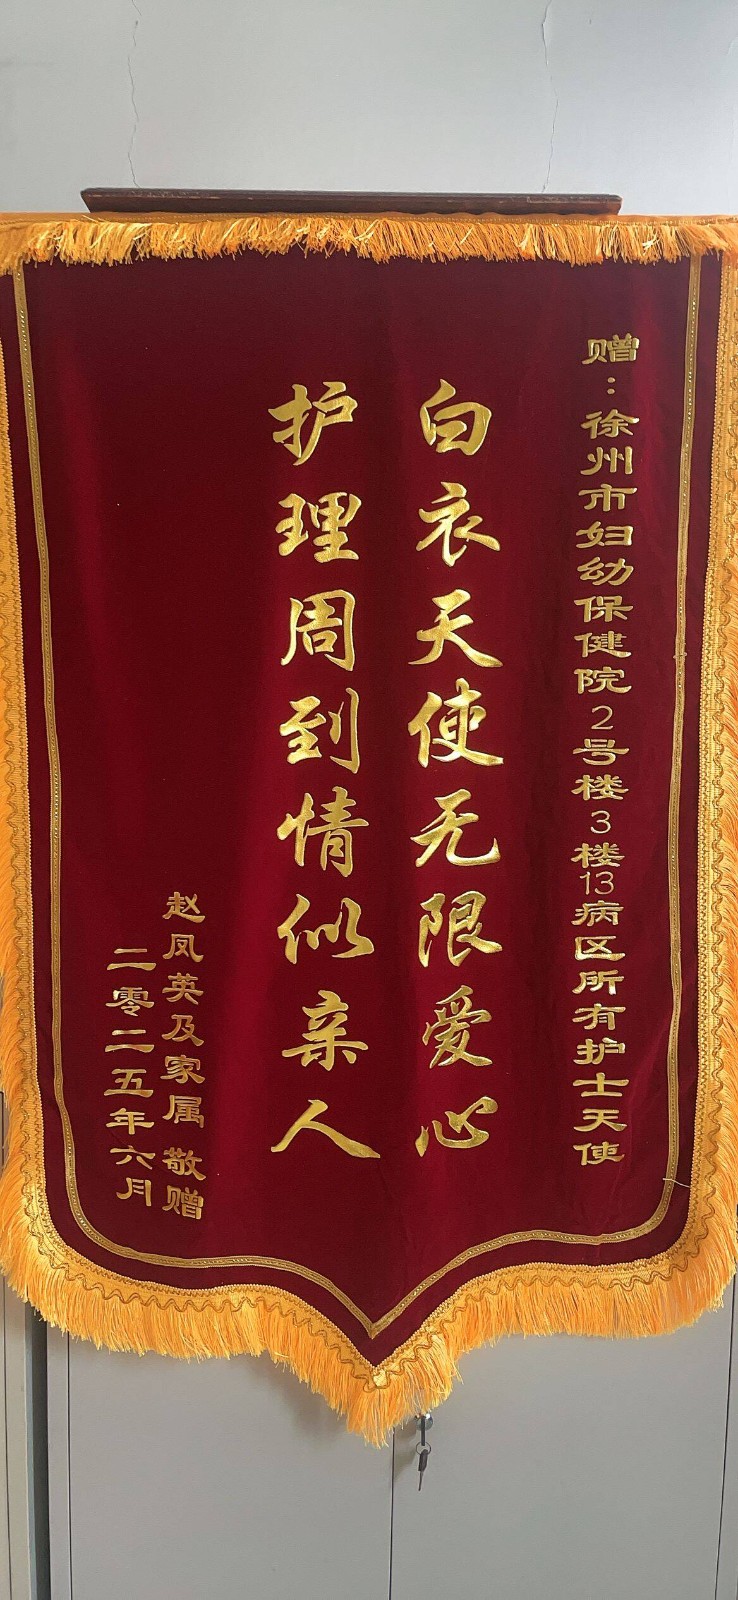 赠：徐州市妇幼保健院2号楼3楼13病区所有护士天使
白衣天使无限爱心
护理周到情似亲人
赵凤英及家属 敬赠
二零二五年六月